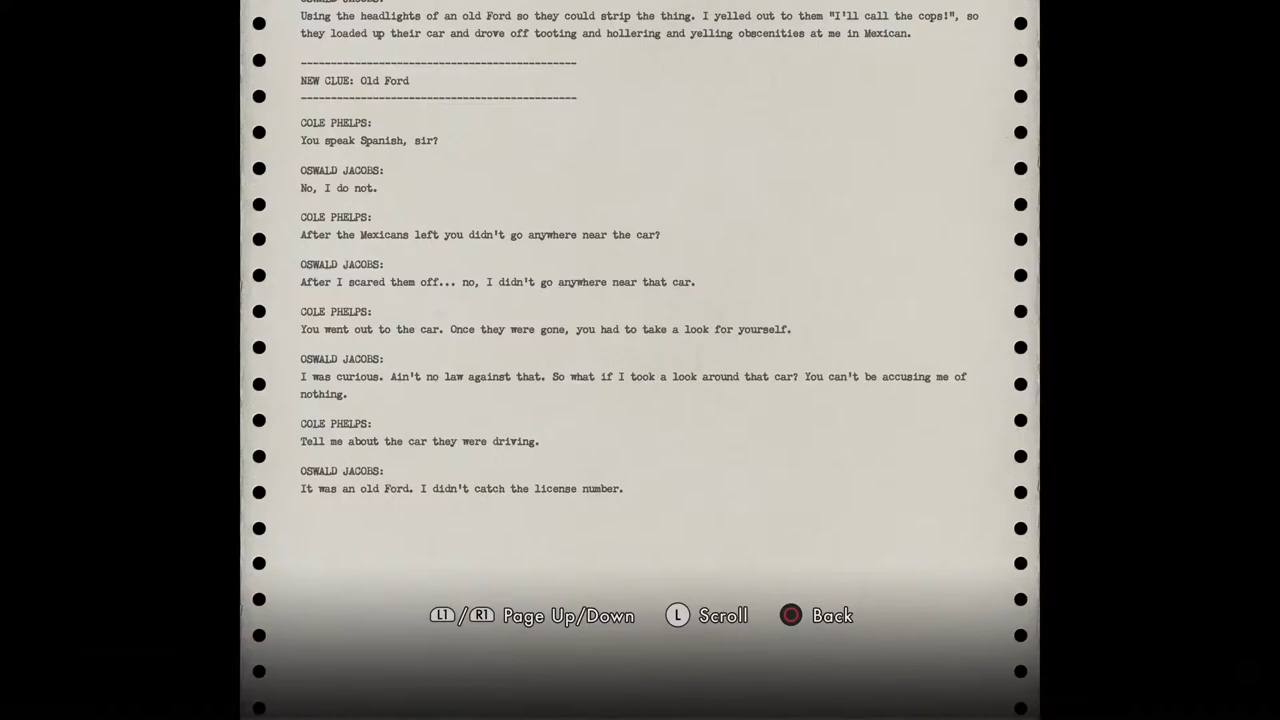 OSWALD JACOBS:
Using the headlights of an old Ford so they could strip the thing. I yelled out to them "I'll call the cops!", so
they loaded up their car and drove off tooting and hollering and yelling obscenities at me in Mexican.
----------------------------------------------
NEW CLUE: Old Ford
----------------------------------------------
COLE PHELPS:
You speak Spanish, sir?
OSWALD JACOBS:
No, I do not.
COLE PHELPS:
After the Mexicans left you didn't go anywhere near the car?
OSWALD JACOBS:
After I scared them off... no, I didn't go anywhere near that car.
COLE PHELPS:
You went out to the car. Once they were gone, you had to take a look for yourself.
OSWALD JACOBS:
I was curious. Ain't no law against that. So what if I took a look around that car? You can't be accusing me of
nothing.
COLE PHELPS:
Tell me about the car they were driving.
OSWALD JACOBS:
It was an old Ford. I didn't catch the license number.
L1/R1 Page Up/Down L Scroll Back